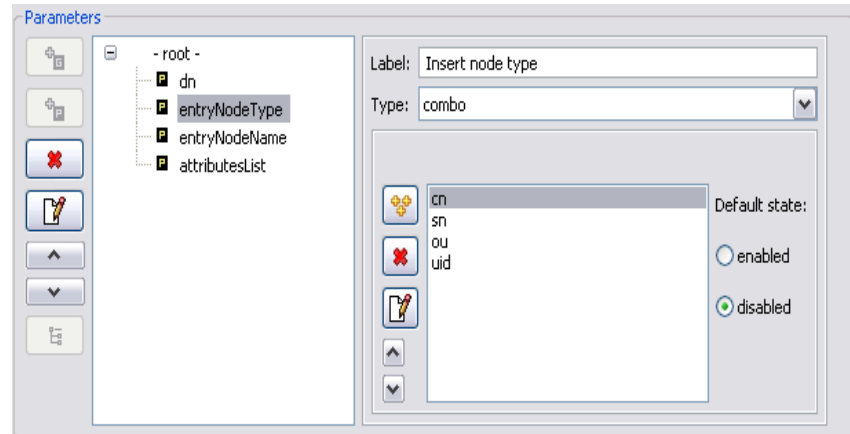 Parameters
G
P
- root -
P dn
P entryNodeType
P entryNodeName
P attributesList
Label: Insert node type
Type: combo
cn
sn
ou
uid
Default state:
enabled
disabled